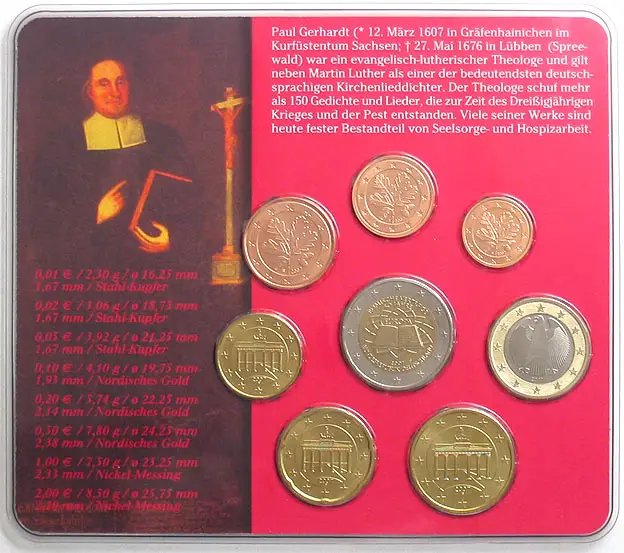 Paul Gerhardt (* 12. März 1607 in Gräfenhainichen im
Kurfüstentum Sachsen; † 27. Mai 1676 in Lübben (Spree-
wald) war ein evangelisch-lutherischer Theologe und gilt
neben Martin Luther als einer der bedeutendsten deutsch-
sprachigen Kirchenlieddichter. Der Theologe schuf mehr
als 150 Gedichte und Lieder, die zur Zeit des Dreißigjährigen
Krieges und der Pest entstanden. Viele seiner Werke sind
heute fester Bestandteil von Seelsorge- und Hospizarbeit.
0,01 € / 2,30 g / ø 16,25 mm
1,67 mm / Stahl-Kupfer
0,02 € / 3,06 g / ø 18,75 mm
1,67 mm / Stahl-Kupfer
0,05 € / 3,92 g / ø 21,25 mm
1,67 mm / Stahl-Kupfer
0,10 € / 4,10 g / ø 19,75 mm
1,93 mm / Nordisches Gold
0,20 € / 5,74 g / ø 22,25 mm
2,14 mm / Nordisches Gold
0,50 € / 7,80 g / ø 24,25 mm
2,38 mm / Nordisches Gold
1,00 € / 7,50 g / ø 23,25 mm
2,33 mm / Nickel-Messing
2,00 € / 8,50 g / ø 25,75 mm
2,20 mm / Nickel-Messing